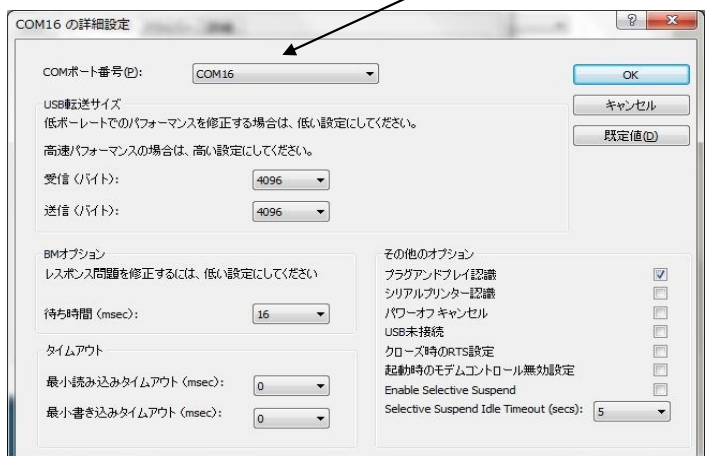 COM16 の詳細設定
COMポート番号(P):
COM16
OK
キャンセル
既定値(D)
USB転送サイズ
低ボーレートでのパフォーマンスを修正する場合は、低い設定にしてください。
高速パフォーマンスの場合は、高い設定にしてください。
受信 (バイト):
4096
送信 (バイト):
4096
BMオプション
レスポンス問題を修正するには、低い設定にしてください
待ち時間 (msec):
16
タイムアウト
最小読み込みタイムアウト (msec):
0
最小書き込みタイムアウト (msec):
0
その他のオプション
プラグアンドプレイ認識
シリアルプリンター認識
パワーオフ キャンセル
USB未接続
クローズ時のRTS設定
起動時のモデムコントロール無効設定
Enable Selective Suspend
Selective Suspend Idle Timeout (secs):
5